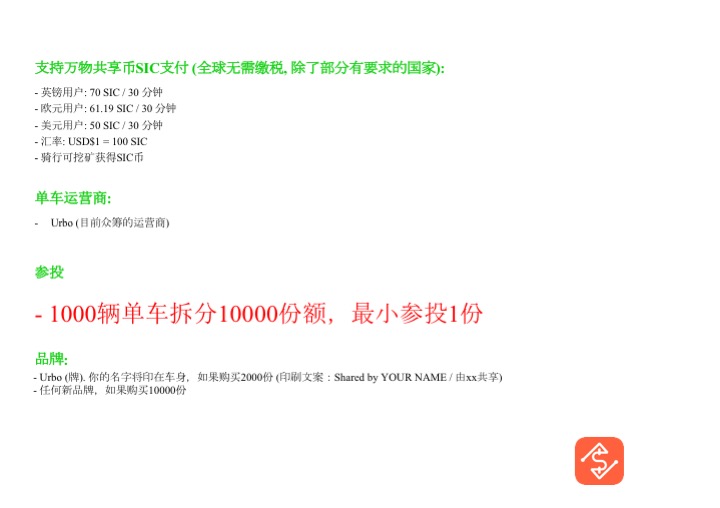 支持万物共享币SIC支付 (全球无需缴税, 除了部分有要求的国家):
- 英镑用户: 70 SIC / 30 分钟
- 欧元用户: 61.19 SIC / 30 分钟
- 美元用户: 50 SIC / 30 分钟
- 汇率: USD$1 = 100 SIC
- 骑行可挖矿获得SIC币
单车运营商:
- Urbo (目前众筹的运营商)
参投
- 1000辆单车拆分10000份额，最小参投1份
品牌:
- Urbo (牌). 你的名字将印在车身，如果购买2000份 (印刷文案：Shared by YOUR NAME / 由xx共享)
- 任何新品牌，如果购买10000份